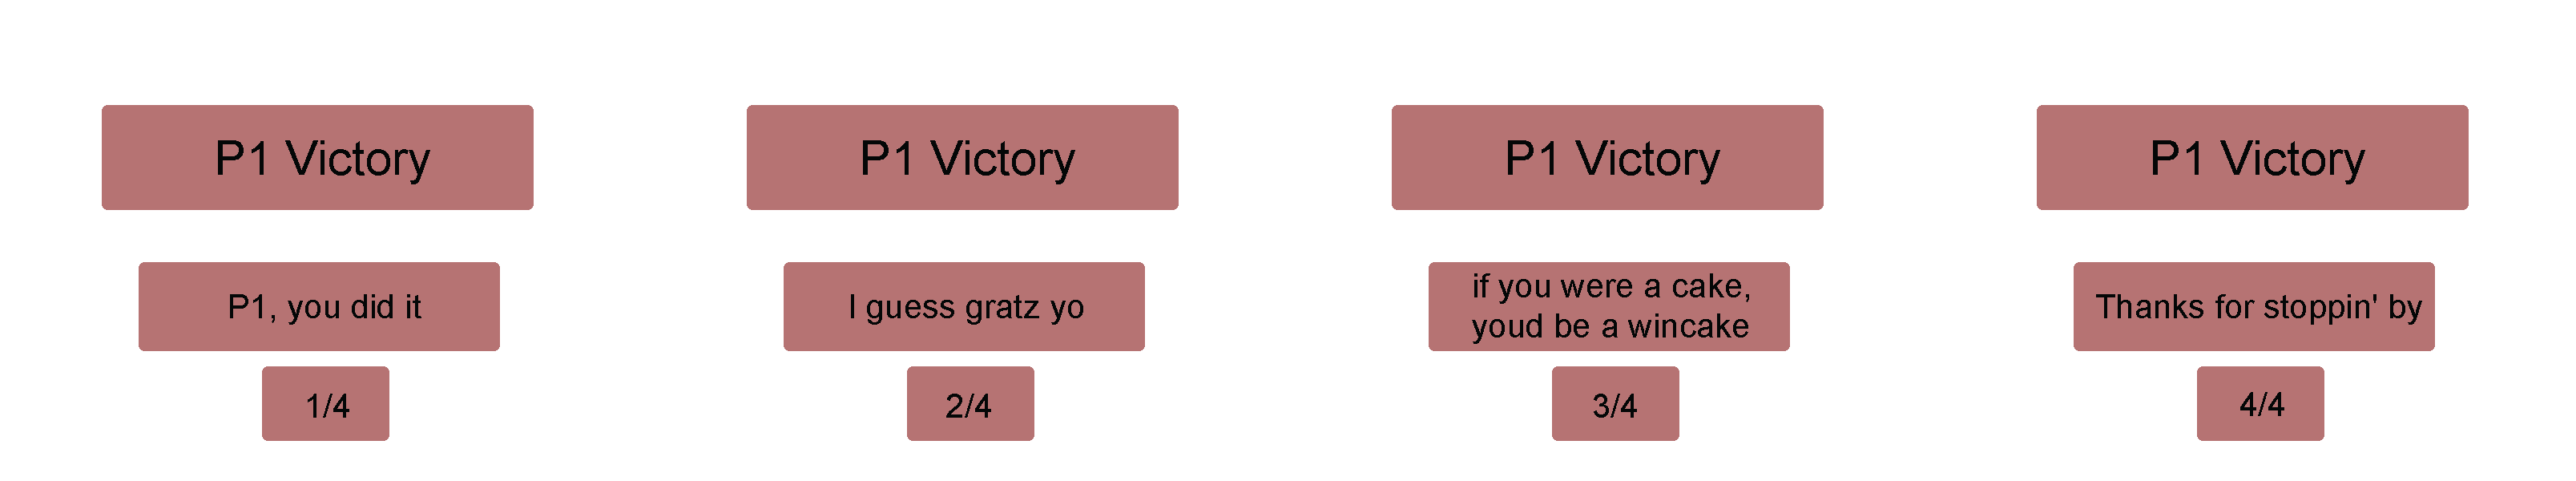 P1 Victory
P1, you did it
1/4
P1 Victory
I guess gratz yo
2/4
P1 Victory
if you were a cake,
youd be a wincake
3/4
P1 Victory
Thanks for stoppin' by
4/4